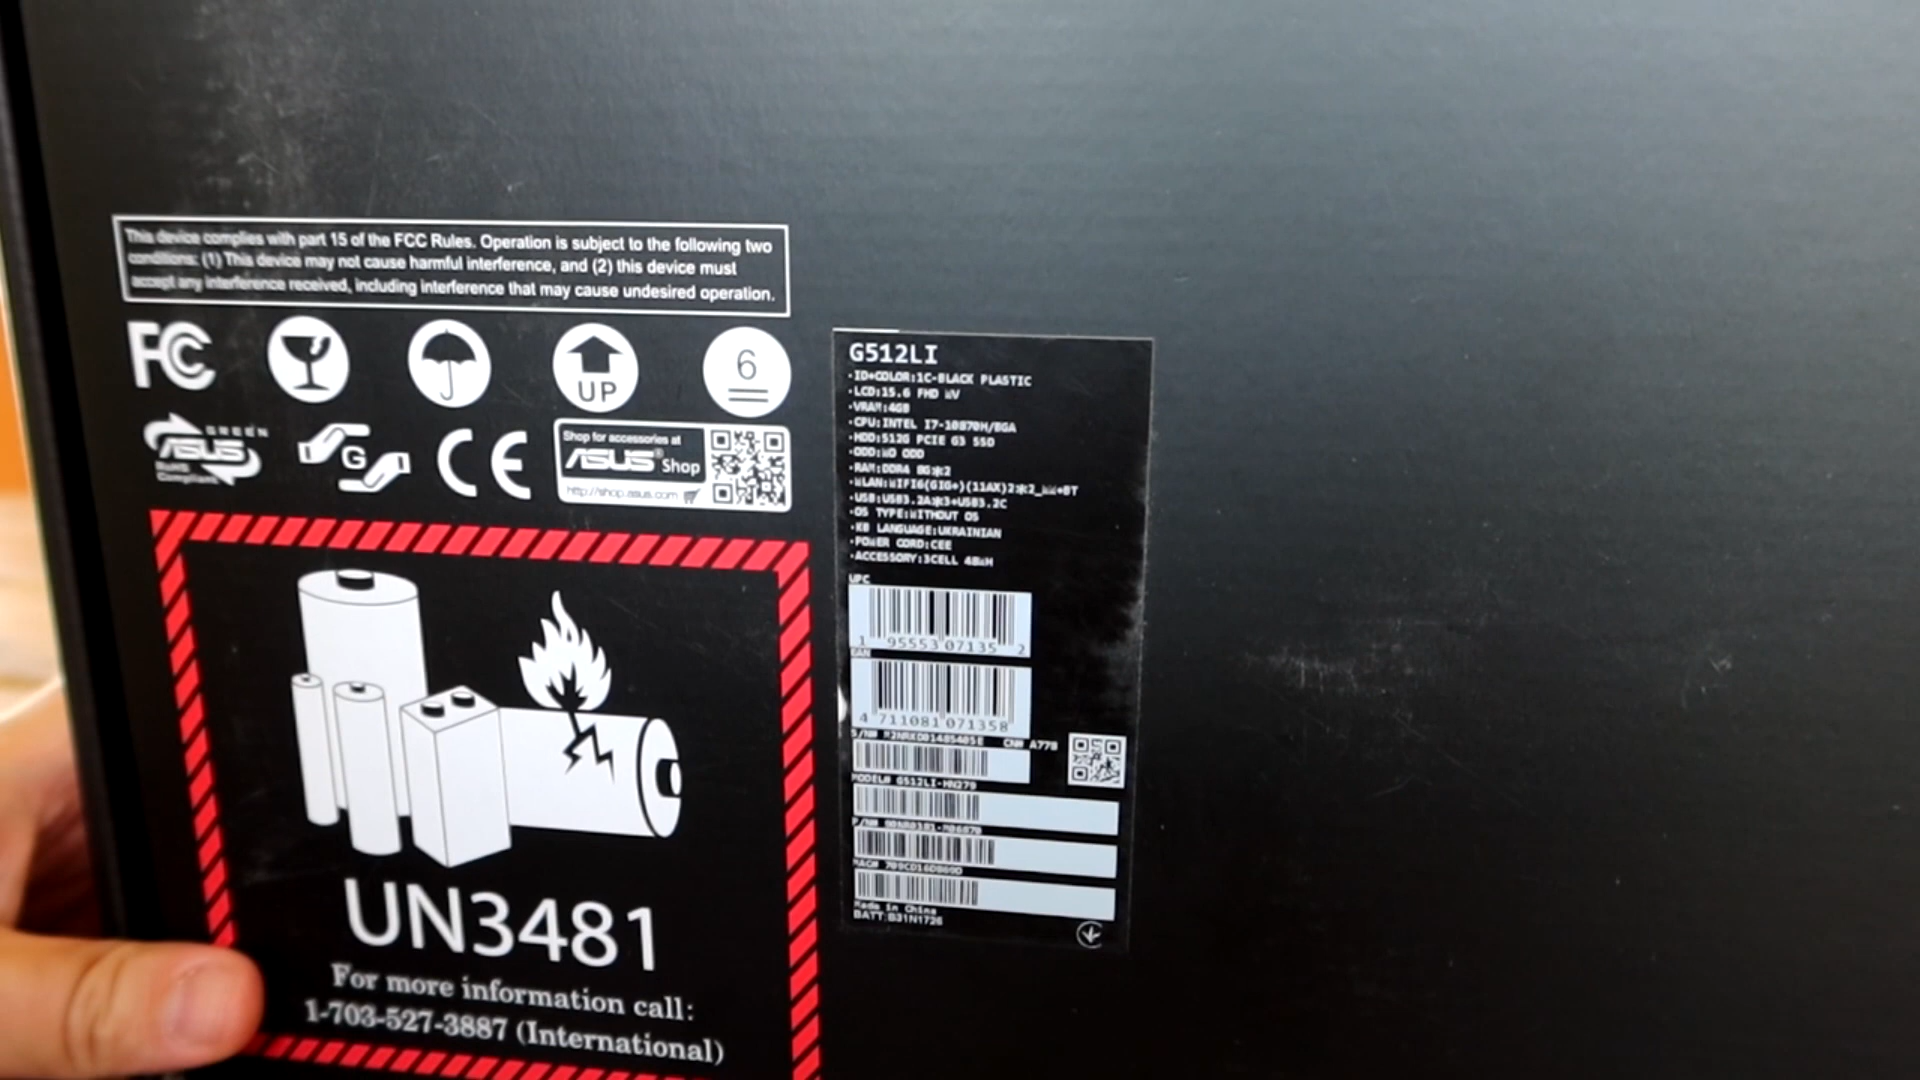 This device complies with part 15 of the FCC Rules. Operation is subject to the following two
conditions: (1) This device may not cause harmful interference, and (2) this device must
accept any interference received, including interference that may cause undesired operation.
FC
UP
6
GREEN
ASUS
RoHS
Compliant
G
CE
Shop for accessories at
ASUS® Shop
http://shop.asus.com
UN3481
For more information call:
1-703-527-3887 (International)
G512LI
·ID+COLOR:1C-BLACK PLASTIC
·LCD:15.6 FHD WV
·VRAM:4GB
·CPU:INTEL I7-10870H/BGA
·HDD:512G PCIE G3 SSD
·ODD:NO ODD
·RAM:DDR4 8G*2
·WLAN:WIFI6(GIG+)(11AX)2*2_WW+BT
·USB:USB3.2A*3+USB3.2C
·OS TYPE:WITHOUT OS
·KB LANGUAGE:UKRAINIAN
·POWER CORD:CEE
·ACCESSORY:3CELL 48WH
UPC
1 95553 07135 2
EAN
4 711081 071358
S/N# CN# A778
MODEL# G512LI-HN279
P/N#
MAC#
Made in China
BATT:B31N1726